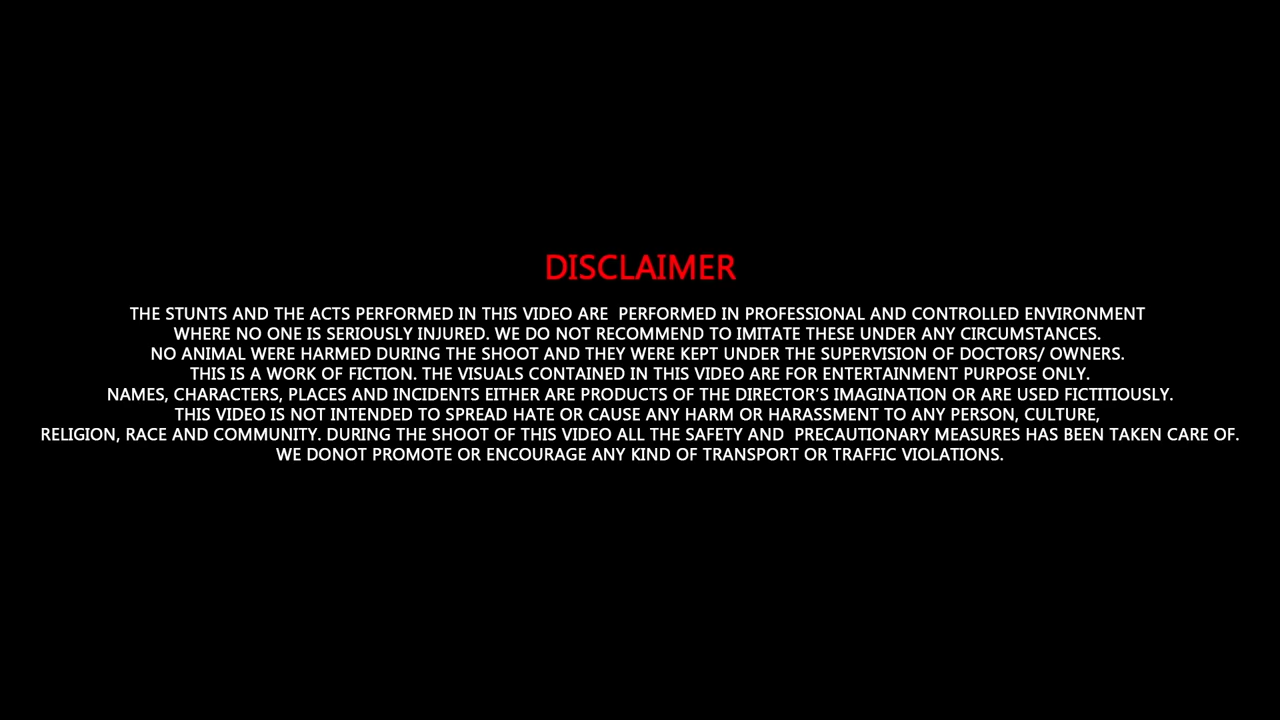 DISCLAIMER
THE STUNTS AND THE ACTS PERFORMED IN THIS VIDEO ARE  PERFORMED IN PROFESSIONAL AND CONTROLLED ENVIRONMENT
WHERE NO ONE IS SERIOUSLY INJURED. WE DO NOT RECOMMEND TO IMITATE THESE UNDER ANY CIRCUMSTANCES.
NO ANIMAL WERE HARMED DURING THE SHOOT AND THEY WERE KEPT UNDER THE SUPERVISION OF DOCTORS/ OWNERS.
THIS IS A WORK OF FICTION. THE VISUALS CONTAINED IN THIS VIDEO ARE FOR ENTERTAINMENT PURPOSE ONLY.
NAMES, CHARACTERS, PLACES AND INCIDENTS EITHER ARE PRODUCTS OF THE DIRECTOR'S IMAGINATION OR ARE USED FICTITIOUSLY.
THIS VIDEO IS NOT INTENDED TO SPREAD HATE OR CAUSE ANY HARM OR HARASSMENT TO ANY PERSON, CULTURE,
RELIGION, RACE AND COMMUNITY. DURING THE SHOOT OF THIS VIDEO ALL THE SAFETY AND  PRECAUTIONARY MEASURES HAS BEEN TAKEN CARE OF.
WE DONOT PROMOTE OR ENCOURAGE ANY KIND OF TRANSPORT OR TRAFFIC VIOLATIONS.